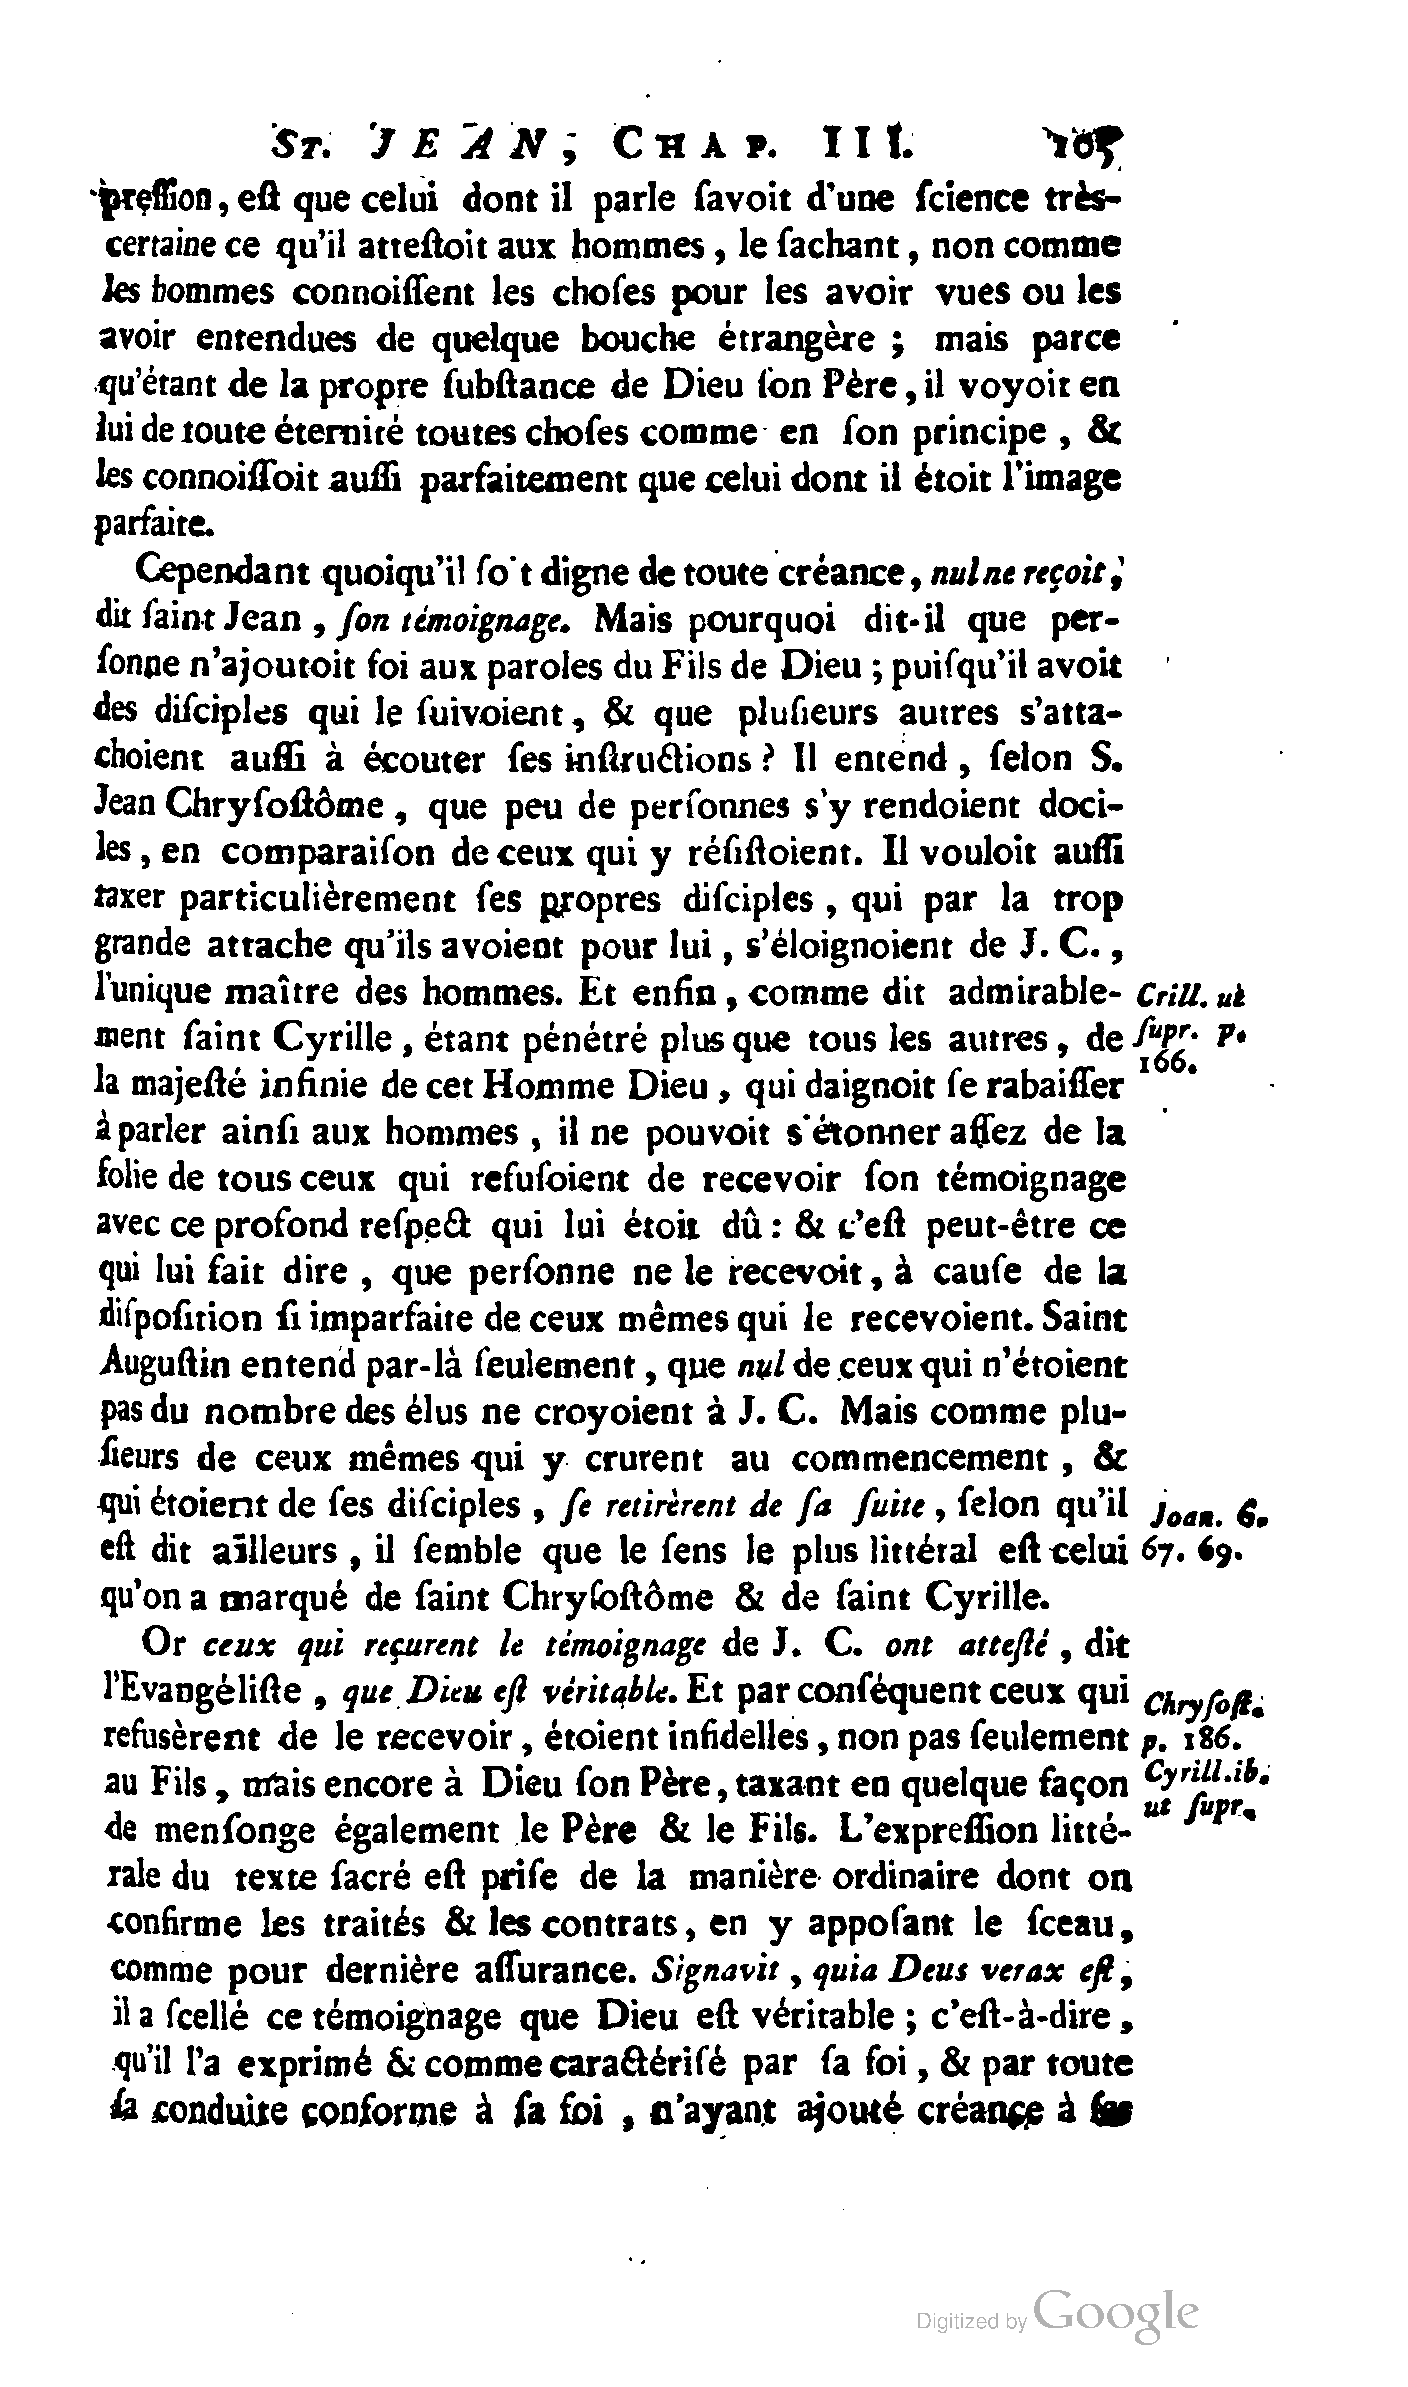 ST. JEAN, CHAP. III. 105
preſſion, eſt que celui dont il parle ſavoit d'une ſcience très-
certaine ce qu'il atteſtoit aux hommes, le ſachant, non comme
les hommes connoiſſent les choſes pour les avoir vues ou les
avoir entendues de quelque bouche étrangère ; mais parce
qu'étant de la propre ſubſtance de Dieu ſon Père, il voyoit en
lui de toute éternité toutes choſes comme en ſon principe, &
les connoiſſoit auſſi parfaitement que celui dont il étoit l'image
parfaite.
Cependant quoiqu'il ſo t digne de toute créance, nul ne reçoit,
dit ſaint Jean, ſon témoignage. Mais pourquoi dit-il que per-
ſonne n'ajoutoit foi aux paroles du Fils de Dieu ; puiſqu'il avoit
des diſciples qui le ſuivoient, & que pluſieurs autres s'atta-
choient auſſi à écouter ſes inſtructions ? Il entend, ſelon S.
Jean Chryſoſtôme, que peu de perſonnes s'y rendoient doci-
les, en comparaiſon de ceux qui y réſiſtoient. Il vouloit auſſi
taxer particulièrement ſes propres diſciples, qui par la trop
grande attache qu'ils avoient pour lui, s'éloignoient de J. C.,
l'unique maître des hommes. Et enfin, comme dit admirable-
ment ſaint Cyrille, étant pénétré plus que tous les autres, de
la majeſté infinie de cet Homme Dieu, qui daignoit ſe rabaiſſer
à parler ainſi aux hommes, il ne pouvoit s'étonner aſſez de la
folie de tous ceux qui refuſoient de recevoir ſon témoignage
avec ce profond reſpect qui lui étoit dû : & c'eſt peut-être ce
qui lui fait dire, que perſonne ne le recevoit, à cauſe de la
diſpoſition ſi imparfaite de ceux mêmes qui le recevoient. Saint
Auguſtin entend par-là ſeulement, que nul de ceux qui n'étoient
pas du nombre des élus ne croyoient à J. C. Mais comme plu-
ſieurs de ceux mêmes qui y crurent au commencement, &
qui étoient de ſes diſciples, ſe retirèrent de ſa ſuite, ſelon qu'il
eſt dit ailleurs, il ſemble que le ſens le plus littéral eſt celui
qu'on a marqué de ſaint Chryſoſtôme & de ſaint Cyrille.
Or ceux qui reçurent le témoignage de J. C. ont atteſté, dit
l'Evangéliſte, que Dieu eſt véritable. Et par conſéquent ceux qui
refusèrent de le recevoir, étoient infidelles, non pas ſeulement
au Fils, mais encore à Dieu ſon Père, taxant en quelque façon
de menſonge également le Père & le Fils. L'expreſſion litté-
rale du texte ſacré eſt priſe de la manière ordinaire dont on
confirme les traités & les contrats, en y appoſant le ſceau,
comme pour dernière aſſurance. Signavit, quia Deus verax eſt,
il a ſcellé ce témoignage que Dieu eſt véritable ; c'eſt-à-dire,
qu'il l'a exprimé & comme caractériſé par ſa foi, & par toute
ſa conduite conforme à ſa foi, n'ayant ajouté créance à ſes
Crill. ut
ſupr. p.
166.
Joan. 6.
67. 69.
Chryſoſt.
p. 186.
Cyrill. ib.
ut ſupr.
Digitized by Google